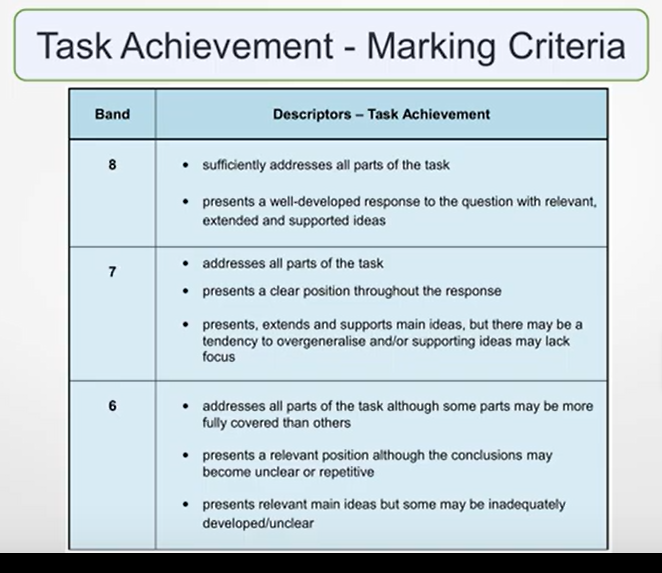 Task Achievement - Marking Criteria
Band
Descriptors – Task Achievement
8
• sufficiently addresses all parts of the task
• presents a well-developed response to the question with relevant,
extended and supported ideas
7
• addresses all parts of the task
• presents a clear position throughout the response
• presents, extends and supports main ideas, but there may be a
tendency to overgeneralise and/or supporting ideas may lack
focus
6
• addresses all parts of the task although some parts may be more
fully covered than others
• presents a relevant position although the conclusions may
become unclear or repetitive
• presents relevant main ideas but some may be inadequately
developed/unclear